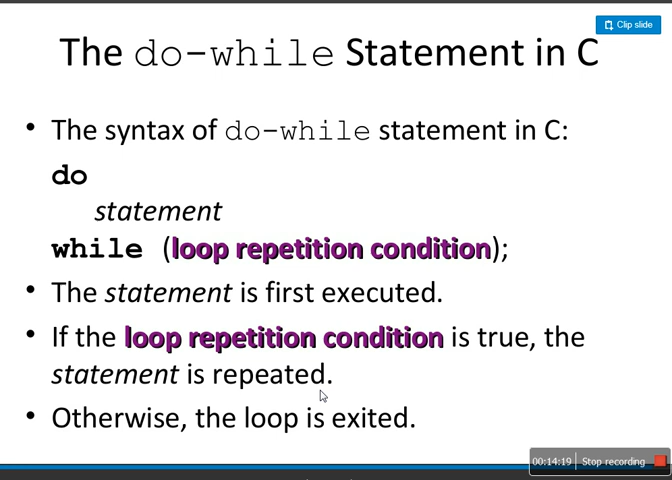 Clip slide
The do-while Statement in C
• The syntax of do-while statement in C:
do
statement
while (loop repetition condition);
• The statement is first executed.
• If the loop repetition condition is true, the
statement is repeated.
• Otherwise, the loop is exited.
00:14:19 Stop recording